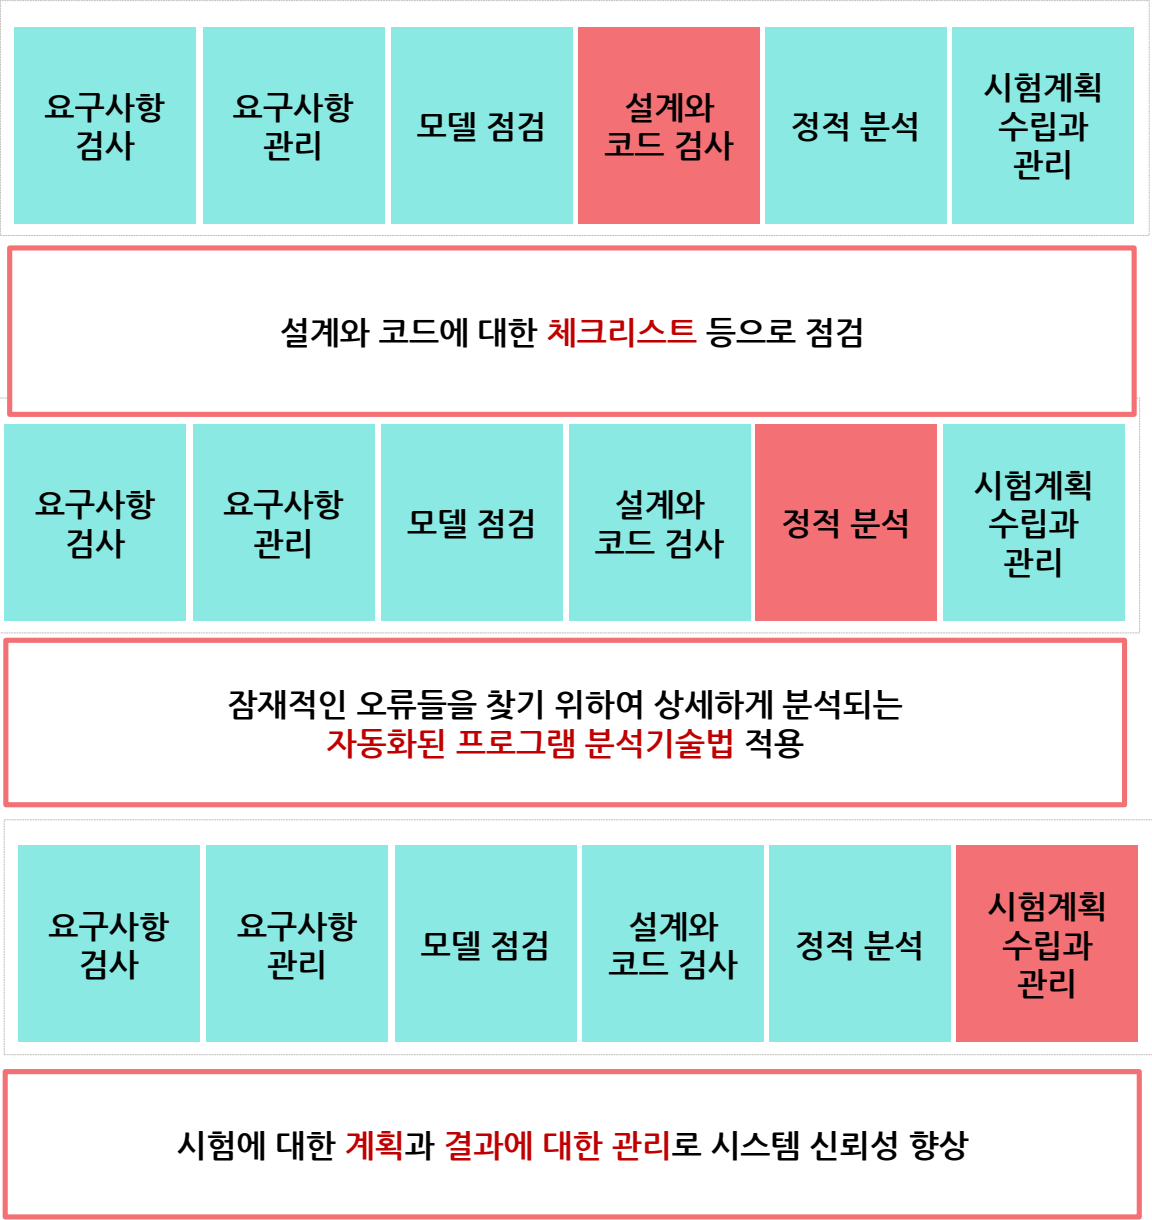 요구사항
검사
요구사항
관리
모델 점검
설계와
코드 검사
정적 분석
시험계획
수립과
관리
설계와 코드에 대한 체크리스트 등으로 점검
요구사항
검사
요구사항
관리
모델 점검
설계와
코드 검사
정적 분석
시험계획
수립과
관리
잠재적인 오류들을 찾기 위하여 상세하게 분석되는
자동화된 프로그램 분석기술법 적용
요구사항
검사
요구사항
관리
모델 점검
설계와
코드 검사
정적 분석
시험계획
수립과
관리
시험에 대한 계획과 결과에 대한 관리로 시스템 신뢰성 향상